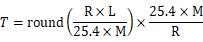 T = round ( (R × L) / (25.4 × M) ) × (25.4 × M) / R